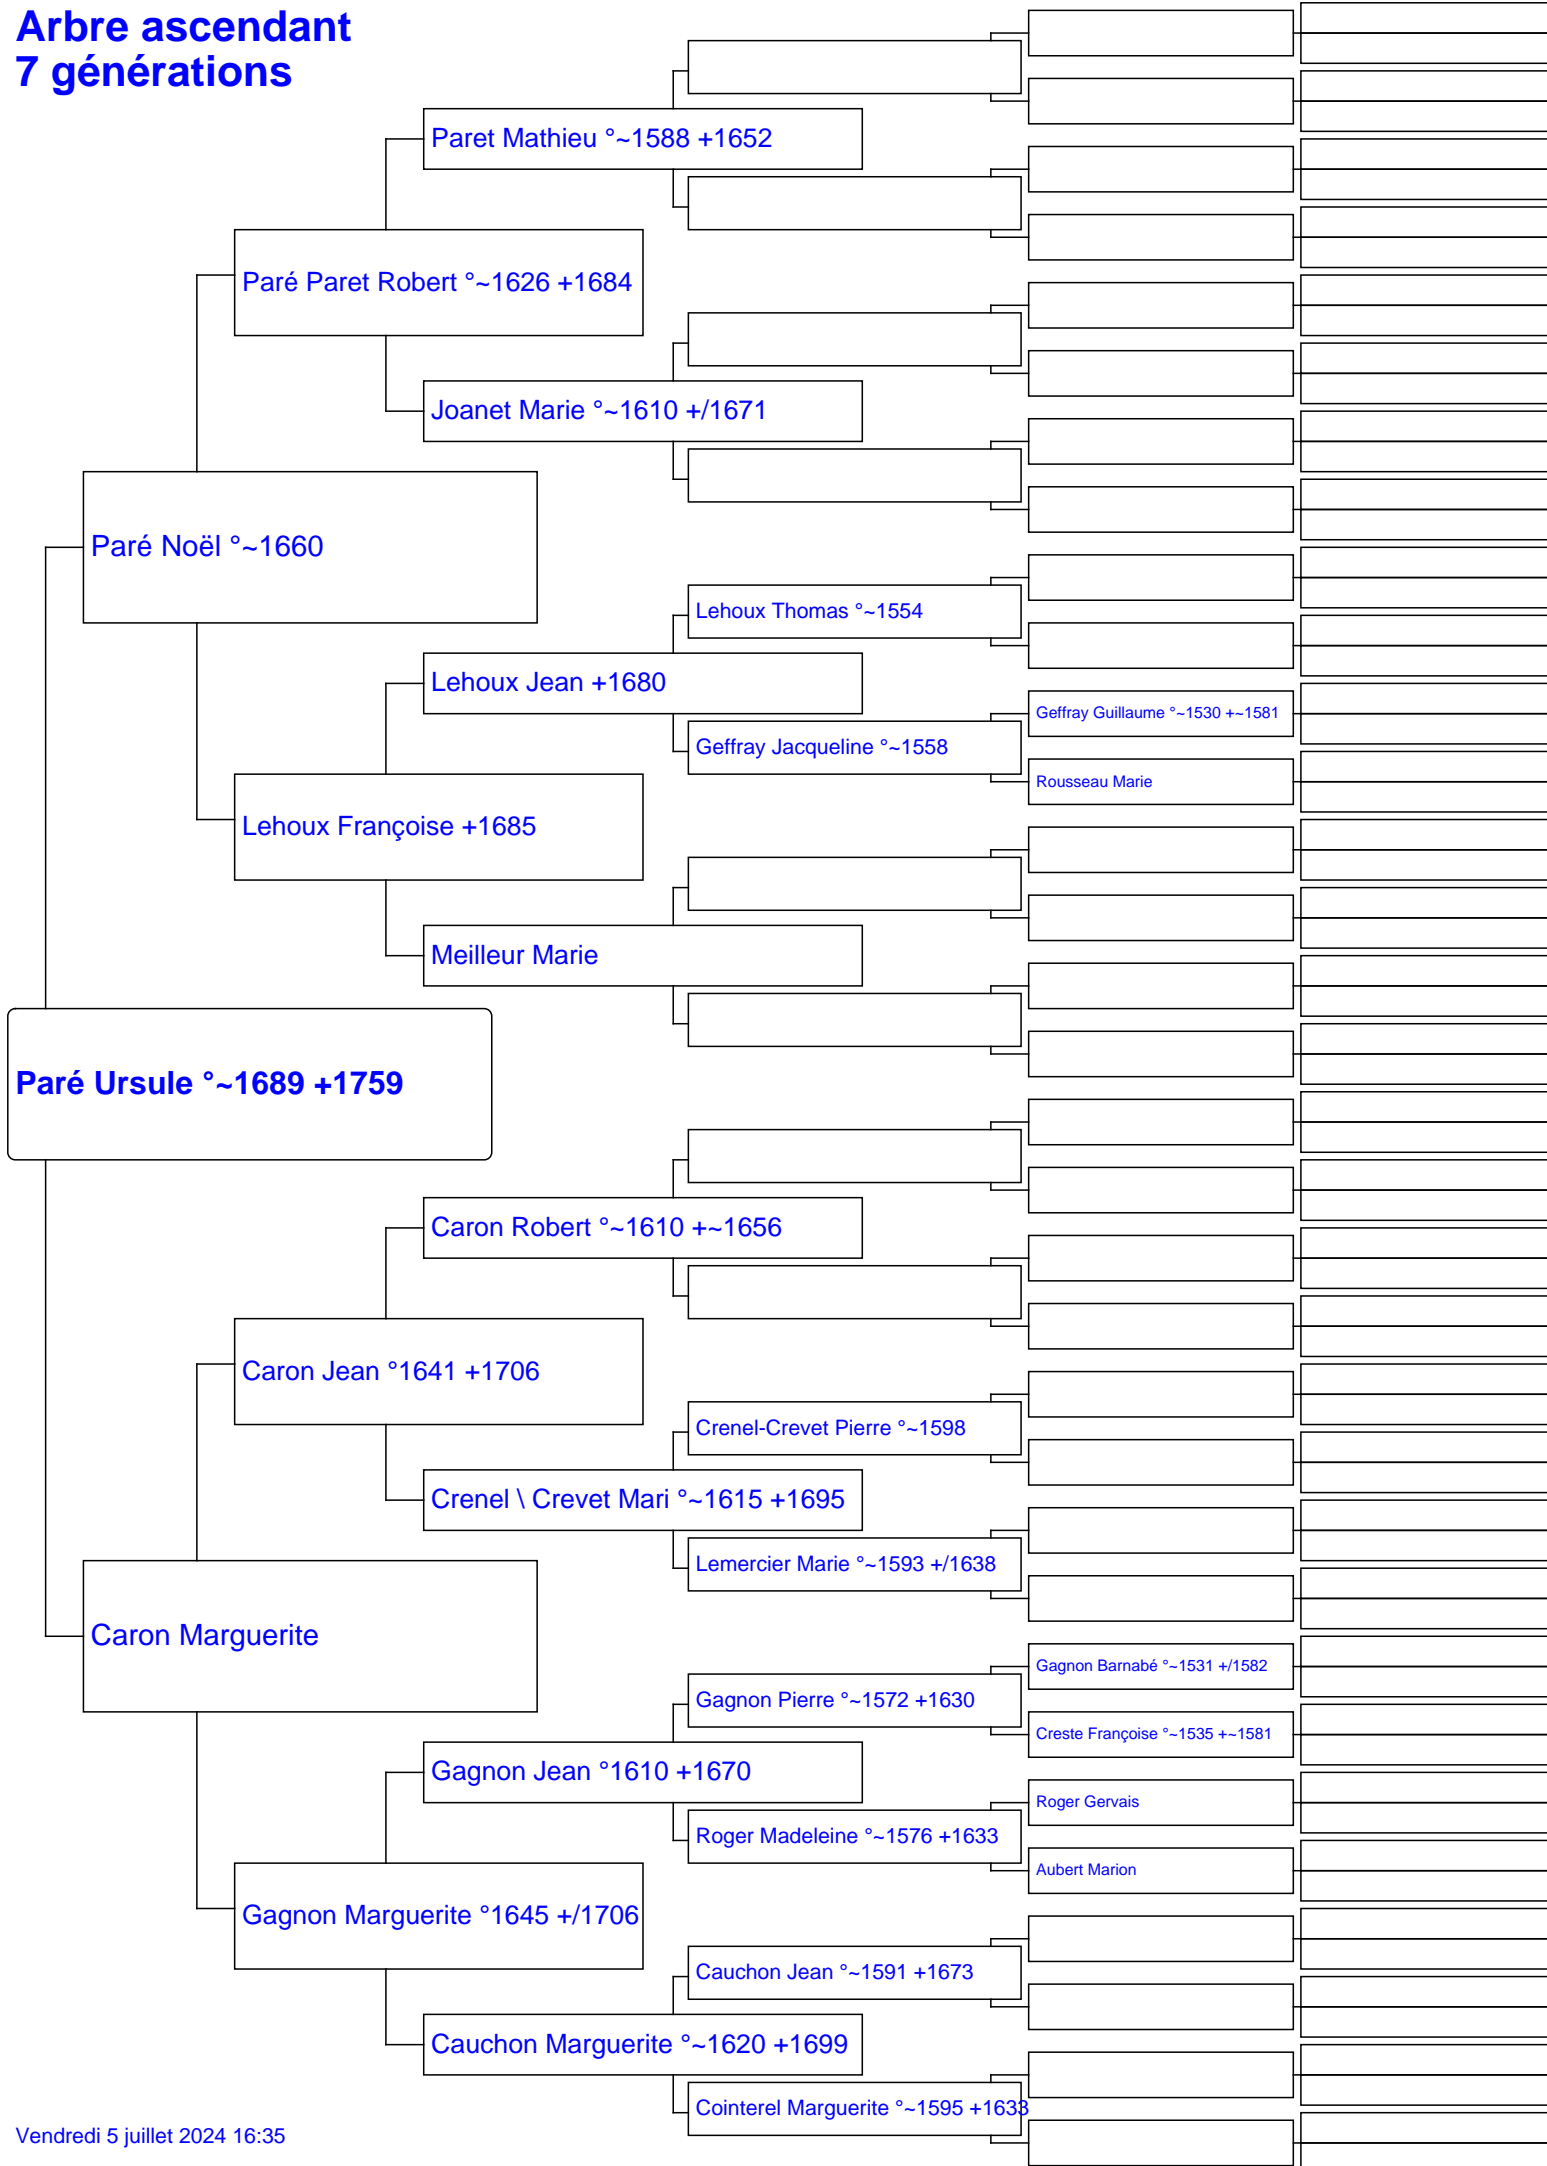 Arbre ascendant
7 générations
Paret Mathieu °~1588 +1652
Paré Paret Robert °~1626 +1684
Joanet Marie °~1610 +/1671
Paré Noël °~1660
Lehoux Thomas °~1554
Lehoux Jean +1680
Geffray Guillaume °~1530 +~1581
Geffray Jacqueline °~1558
Rousseau Marie
Lehoux Françoise +1685
Meilleur Marie
Paré Ursule °~1689 +1759
Caron Robert °~1610 +~1656
Caron Jean °1641 +1706
Crenel-Crevet Pierre °~1598
Crenel \ Crevet Mari °~1615 +1695
Lemercier Marie °~1593 +/1638
Caron Marguerite
Gagnon Barnabé °~1531 +/1582
Gagnon Pierre °~1572 +1630
Creste Françoise °~1535 +~1581
Gagnon Jean °1610 +1670
Roger Gervais
Roger Madeleine °~1576 +1633
Aubert Marion
Gagnon Marguerite °1645 +/1706
Cauchon Jean °~1591 +1673
Cauchon Marguerite °~1620 +1699
Cointerel Marguerite °~1595 +1633
Vendredi 5 juillet 2024 16:35